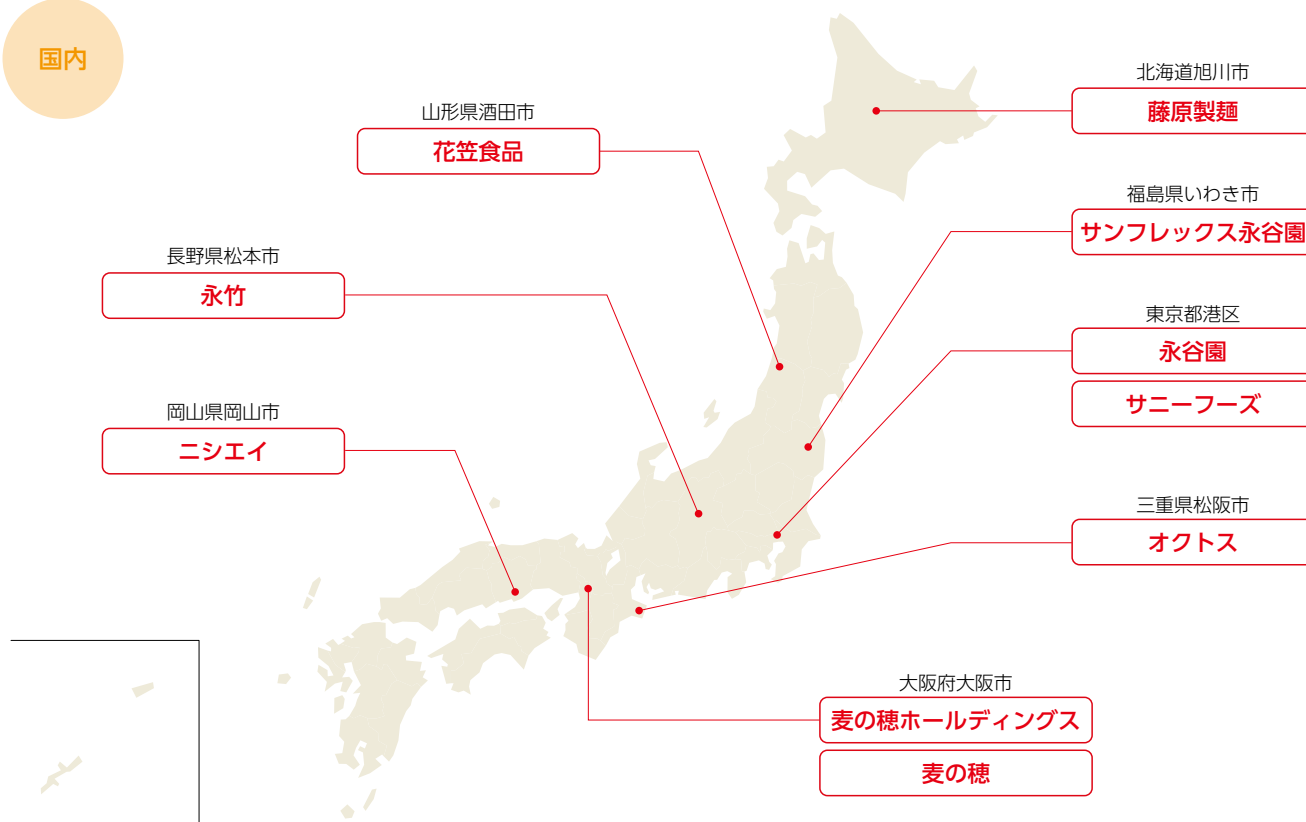 国内
北海道旭川市
藤原製麺
山形県酒田市
花笠食品
福島県いわき市
サンフレックス永谷園
長野県松本市
永竹
東京都港区
永谷園
サニーフーズ
岡山県岡山市
ニシエイ
三重県松阪市
オクトス
大阪府大阪市
麦の穂ホールディングス
麦の穂